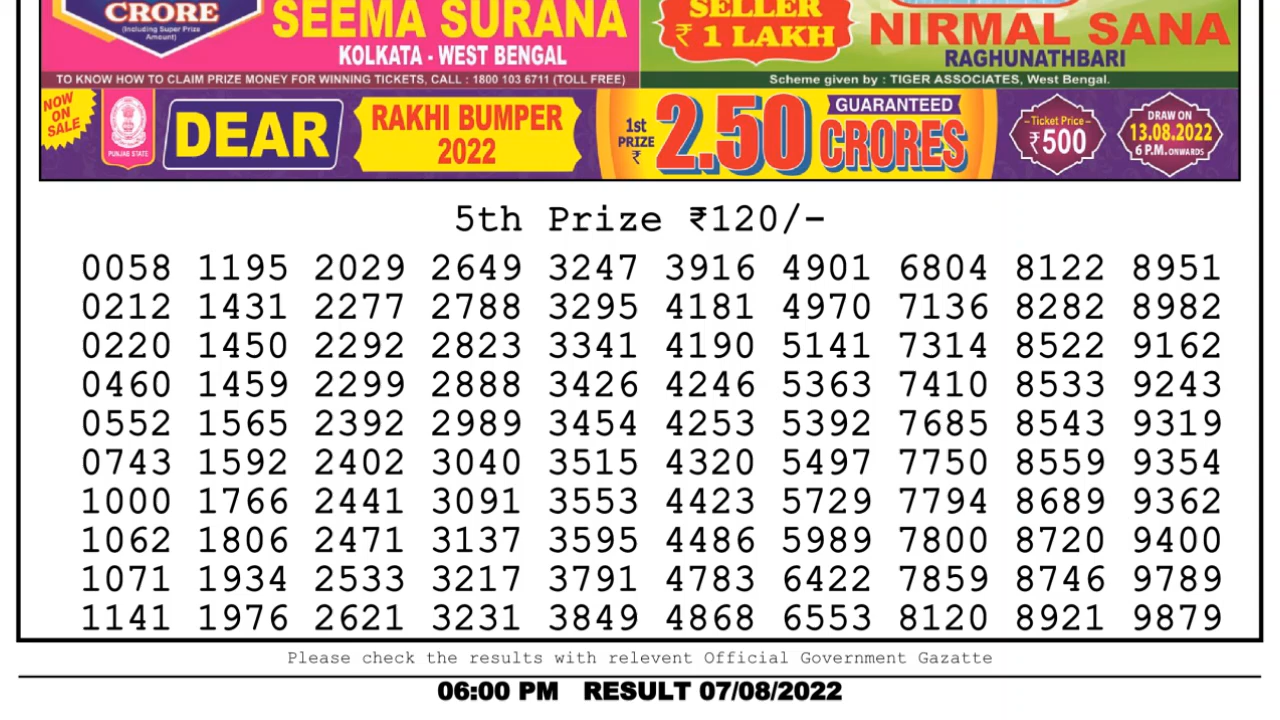 CRORE
(Including Super Prize
Amount)
SEEMA SURANA
KOLKATA - WEST BENGAL
SELLER
₹ 1 LAKH
NIRMAL SANA
RAGHUNATHBARI
TO KNOW HOW TO CLAIM PRIZE MONEY FOR WINNING TICKETS, CALL : 1800 103 6711 (TOLL FREE)
Scheme given by : TIGER ASSOCIATES, West Bengal.
NOW
ON
SALE
PUNJAB STATE
DEAR
RAKHI BUMPER
2022
1st
PRIZE
₹
2.50
GUARANTEED
CRORES
Ticket Price
₹500
DRAW ON
13.08.2022
6 P.M. ONWARDS
5th Prize ₹120/-
0058 1195 2029 2649 3247 3916 4901 6804 8122 8951
0212 1431 2277 2788 3295 4181 4970 7136 8282 8982
0220 1450 2292 2823 3341 4190 5141 7314 8522 9162
0460 1459 2299 2888 3426 4246 5363 7410 8533 9243
0552 1565 2392 2989 3454 4253 5392 7685 8543 9319
0743 1592 2402 3040 3515 4320 5497 7750 8559 9354
1000 1766 2441 3091 3553 4423 5729 7794 8689 9362
1062 1806 2471 3137 3595 4486 5989 7800 8720 9400
1071 1934 2533 3217 3791 4783 6422 7859 8746 9789
1141 1976 2621 3231 3849 4868 6553 8120 8921 9879
Please check the results with relevent Official Government Gazatte
06:00 PM RESULT 07/08/2022